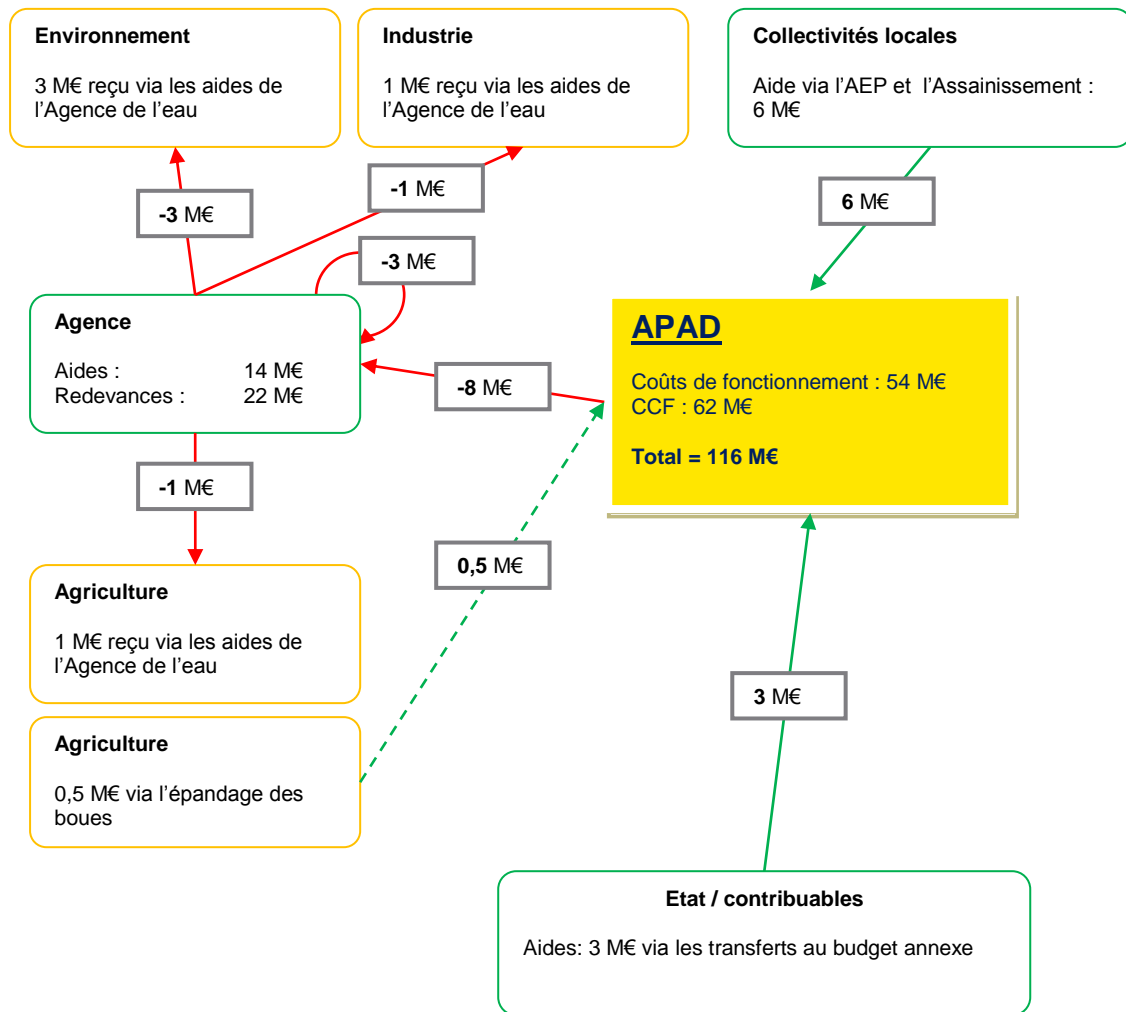 Environnement
3 M€ reçu via les aides de
l'Agence de l'eau
Industrie
1 M€ reçu via les aides de
l'Agence de l'eau
Collectivités locales
Aide via l'AEP et l'Assainissement :
6 M€
-3 M€
-1 M€
6 M€
-3 M€
Agence
Aides : 14 M€
Redevances : 22 M€
-8 M€
APAD
Coûts de fonctionnement : 54 M€
CCF : 62 M€
Total = 116 M€
-1 M€
0,5 M€
Agriculture
1 M€ reçu via les aides de
l'Agence de l'eau
3 M€
Agriculture
0,5 M€ via l'épandage des
boues
Etat / contribuables
Aides: 3 M€ via les transferts au budget annexe